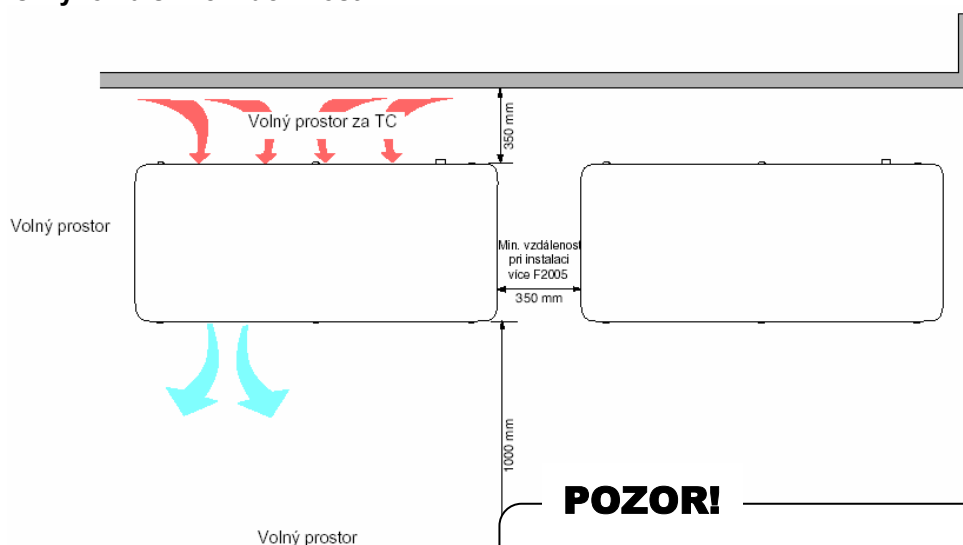 Volný prostor za TC
350 mm
Volný prostor
Min. vzdálenost
pri instalaci
více F2005
350 mm
1000 mm
POZOR!
Volný prostor